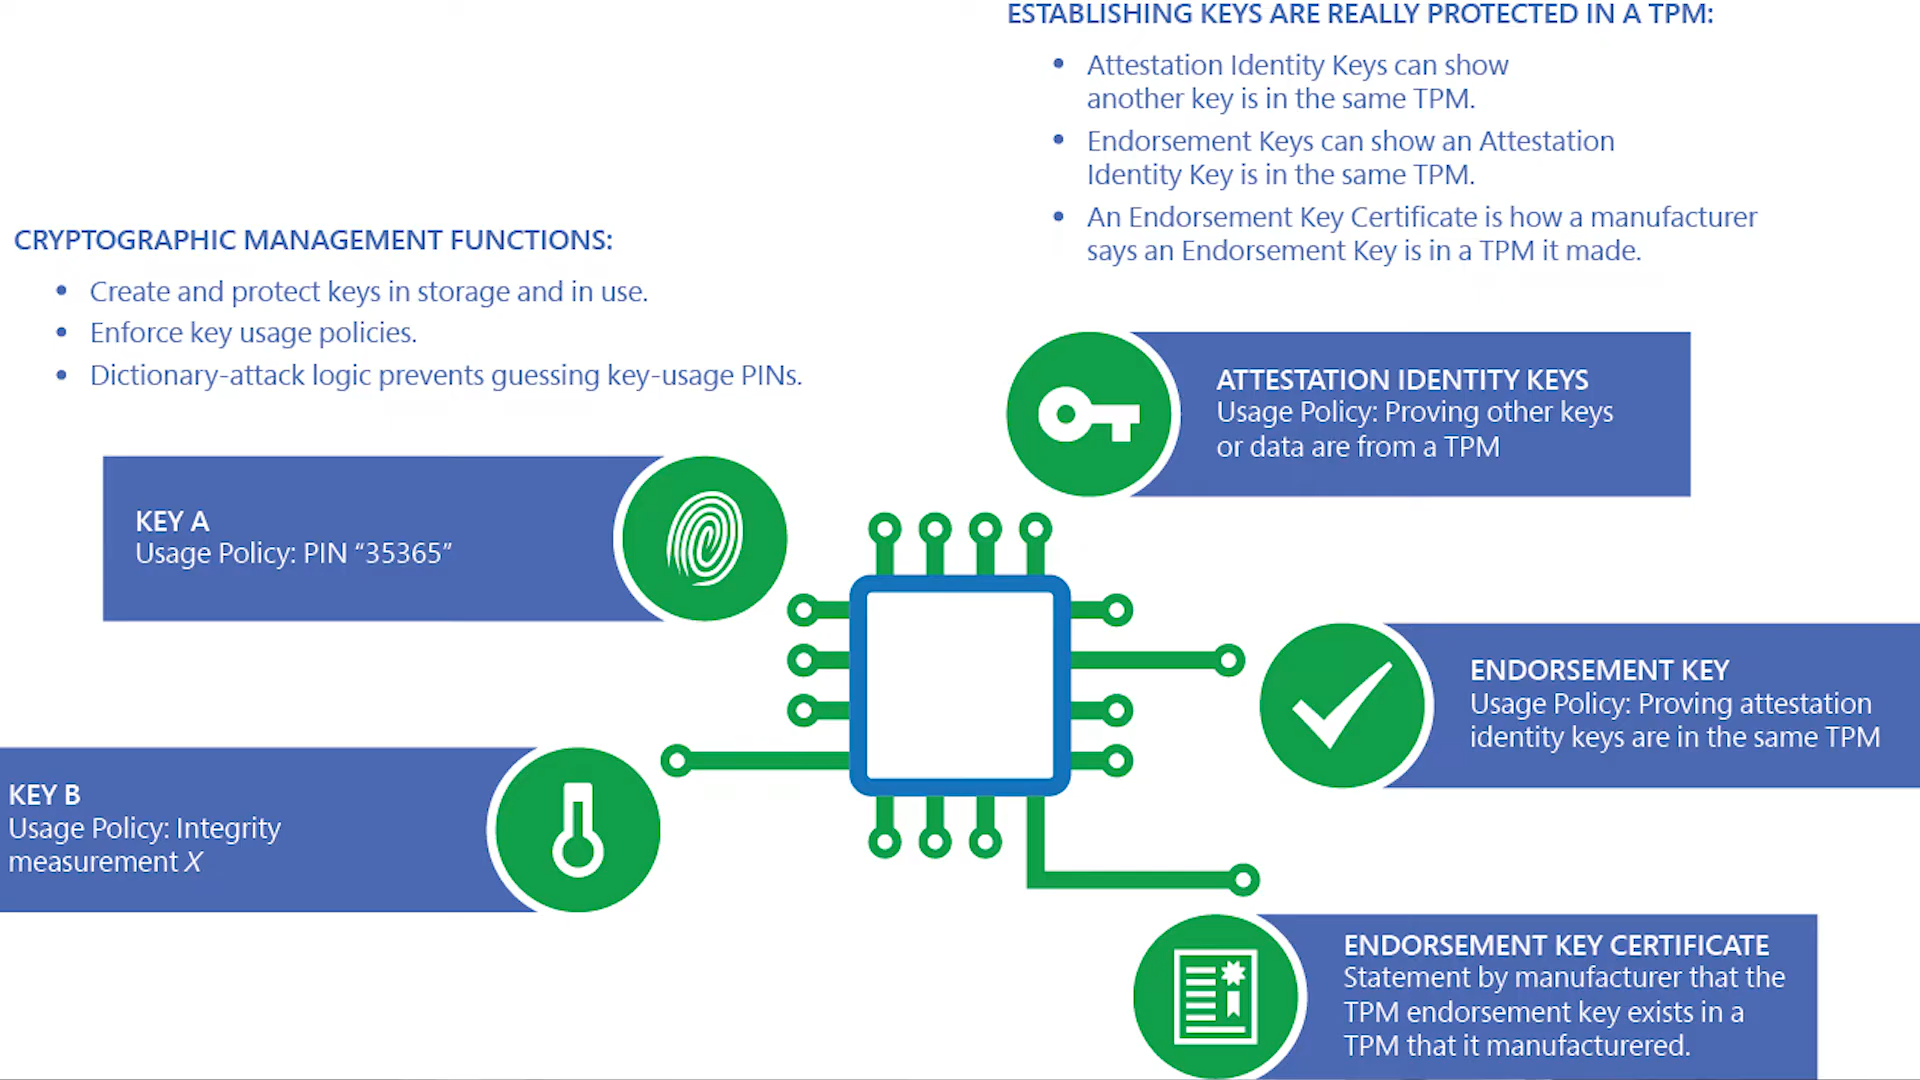 ESTABLISHING KEYS ARE REALLY PROTECTED IN A TPM:
• Attestation Identity Keys can show
another key is in the same TPM.
• Endorsement Keys can show an Attestation
Identity Key is in the same TPM.
• An Endorsement Key Certificate is how a manufacturer
says an Endorsement Key is in a TPM it made.
CRYPTOGRAPHIC MANAGEMENT FUNCTIONS:
• Create and protect keys in storage and in use.
• Enforce key usage policies.
• Dictionary-attack logic prevents guessing key-usage PINs.
ATTESTATION IDENTITY KEYS
Usage Policy: Proving other keys
or data are from a TPM
KEY A
Usage Policy: PIN “35365”
ENDORSEMENT KEY
Usage Policy: Proving attestation
identity keys are in the same TPM
KEY B
Usage Policy: Integrity
measurement X
ENDORSEMENT KEY CERTIFICATE
Statement by manufacturer that the
TPM endorsement key exists in a
TPM that it manufacturered.